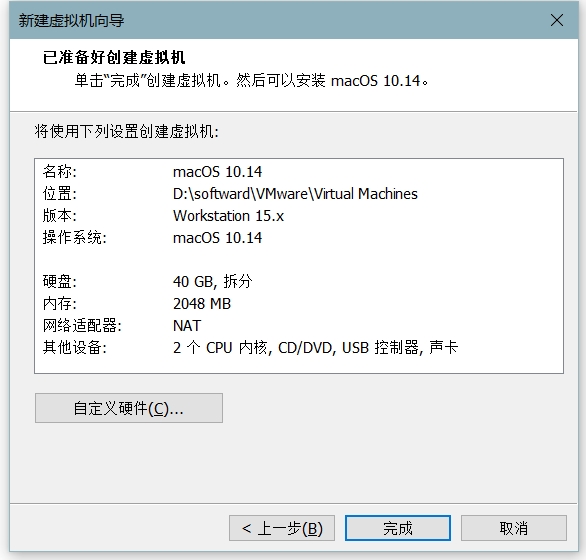 新建虚拟机向导
已准备好创建虚拟机
单击“完成”创建虚拟机。然后可以安装 macOS 10.14。
将使用下列设置创建虚拟机:
名称: macOS 10.14
位置: D:\softward\VMware\Virtual Machines
版本: Workstation 15.x
操作系统: macOS 10.14
硬盘: 40 GB, 拆分
内存: 2048 MB
网络适配器: NAT
其他设备: 2 个 CPU 内核, CD/DVD, USB 控制器, 声卡
自定义硬件(C)...
< 上一步(B) 完成 取消